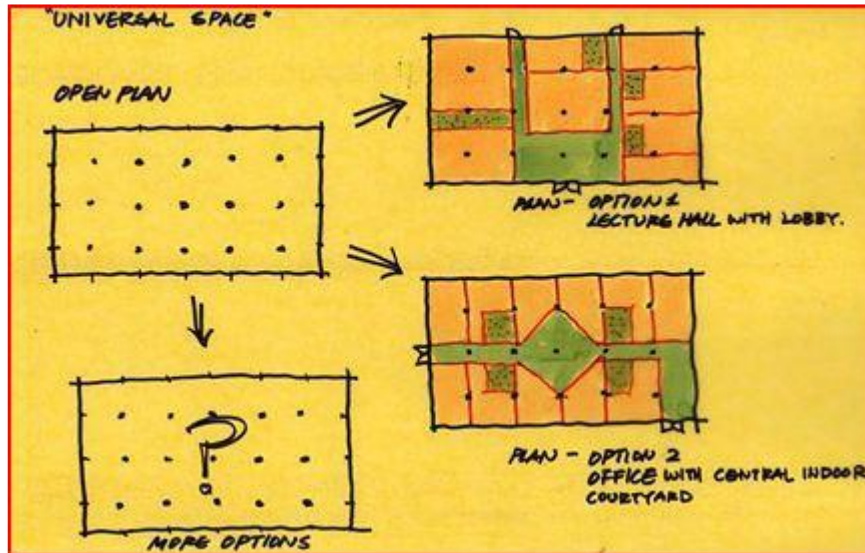 "UNIVERSAL SPACE"
OPEN PLAN
PLAN - OPTION 1
LECTURE HALL WITH LOBBY.
PLAN - OPTION 2
OFFICE WITH CENTRAL INDOOR
COURTYARD
?
MORE OPTIONS